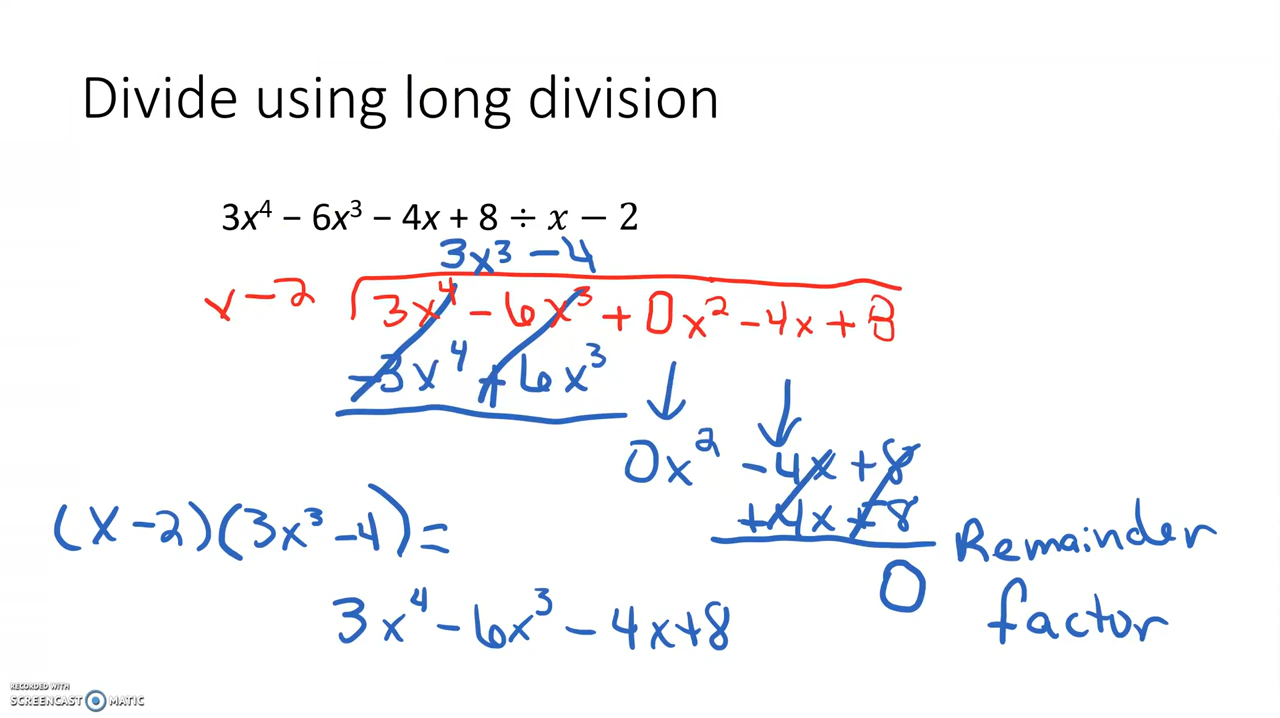 Divide using long division
3x⁴ − 6x³ − 4x + 8 ÷ x − 2
3x³ − 4
x − 2 3x⁴ − 6x³ + 0x² − 4x + 8
−3x⁴ + 6x³
0x² − 4x + 8
+4x − 8
(x − 2)(3x³ − 4) =
Remainder
0
factor
3x⁴ − 6x³ − 4x + 8
RECORDED WITH
SCREENCAST MATIC